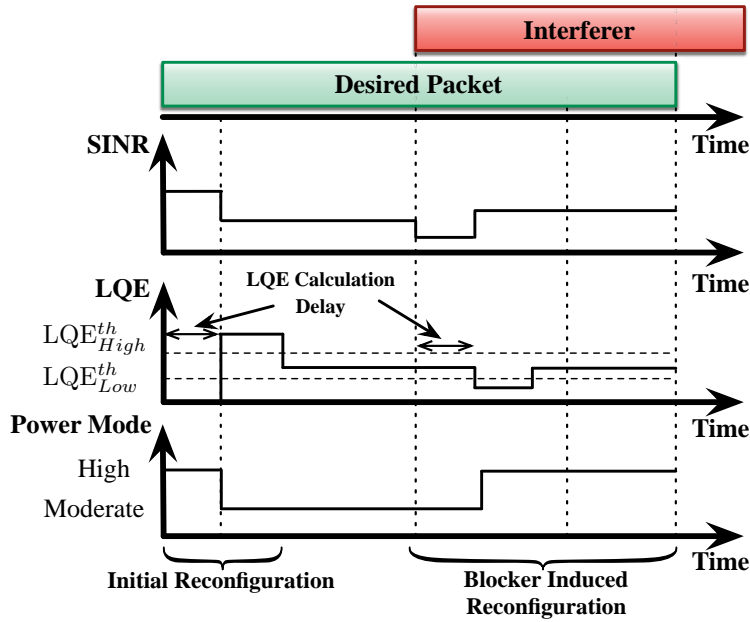 Interferer
Desired Packet
Time
SINR
Time
LQE
LQE Calculation
Delay
LQE^{th}_{High}
LQE^{th}_{Low}
Time
Power Mode
High
Moderate
Time
Initial Reconfiguration
Blocker Induced
Reconfiguration